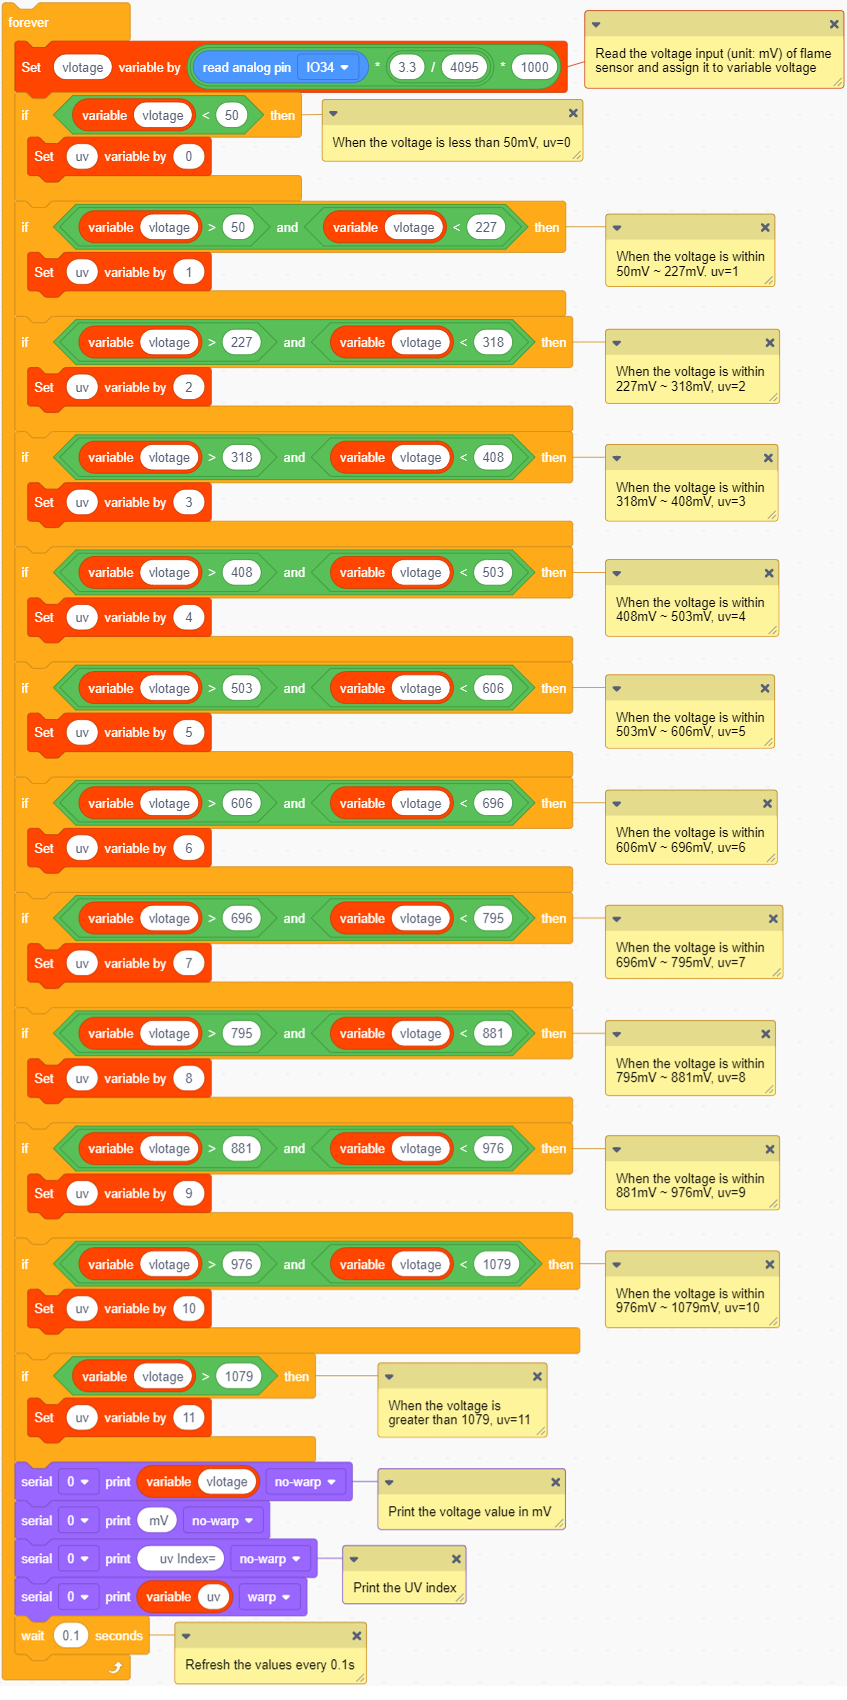 forever
Set vlotage variable by read analog pin IO34 * 3.3 / 4095 * 1000
Read the voltage input (unit: mV) of flame
sensor and assign it to variable voltage
if variable vlotage < 50 then
When the voltage is less than 50mV, uv=0
Set uv variable by 0
if variable vlotage > 50 and variable vlotage < 227 then
When the voltage is within
50mV ~ 227mV. uv=1
Set uv variable by 1
if variable vlotage > 227 and variable vlotage < 318 then
When the voltage is within
227mV ~ 318mV, uv=2
Set uv variable by 2
if variable vlotage > 318 and variable vlotage < 408 then
When the voltage is within
318mV ~ 408mV, uv=3
Set uv variable by 3
if variable vlotage > 408 and variable vlotage < 503 then
When the voltage is within
408mV ~ 503mV, uv=4
Set uv variable by 4
if variable vlotage > 503 and variable vlotage < 606 then
When the voltage is within
503mV ~ 606mV, uv=5
Set uv variable by 5
if variable vlotage > 606 and variable vlotage < 696 then
When the voltage is within
606mV ~ 696mV, uv=6
Set uv variable by 6
if variable vlotage > 696 and variable vlotage < 795 then
When the voltage is within
696mV ~ 795mV, uv=7
Set uv variable by 7
if variable vlotage > 795 and variable vlotage < 881 then
When the voltage is within
795mV ~ 881mV, uv=8
Set uv variable by 8
if variable vlotage > 881 and variable vlotage < 976 then
When the voltage is within
881mV ~ 976mV, uv=9
Set uv variable by 9
if variable vlotage > 976 and variable vlotage < 1079 then
When the voltage is within
976mV ~ 1079mV, uv=10
Set uv variable by 10
if variable vlotage > 1079 then
When the voltage is
greater than 1079, uv=11
Set uv variable by 11
serial 0 print variable vlotage no-warp
Print the voltage value in mV
serial 0 print mV no-warp
serial 0 print uv Index= no-warp
Print the UV index
serial 0 print variable uv warp
wait 0.1 seconds
Refresh the values every 0.1s